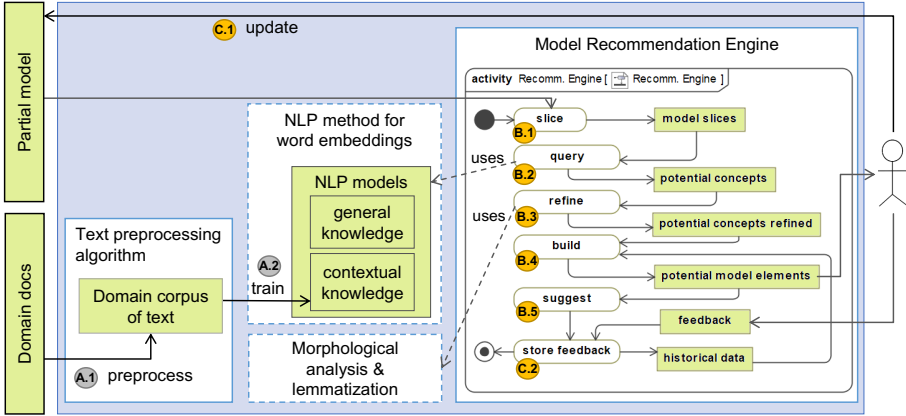 Partial model
Domain docs
C.1 update
Model Recommendation Engine
activity Recomm. Engine [ Recomm. Engine ]
slice
B.1
model slices
query
B.2
uses
potential concepts
refine
B.3
uses
potential concepts refined
build
B.4
potential model elements
suggest
B.5
feedback
store feedback
C.2
historical data
NLP method for
word embeddings
NLP models
general
knowledge
contextual
knowledge
Morphological
analysis &
lemmatization
Text preprocessing
algorithm
Domain corpus
of text
A.2
train
A.1 preprocess